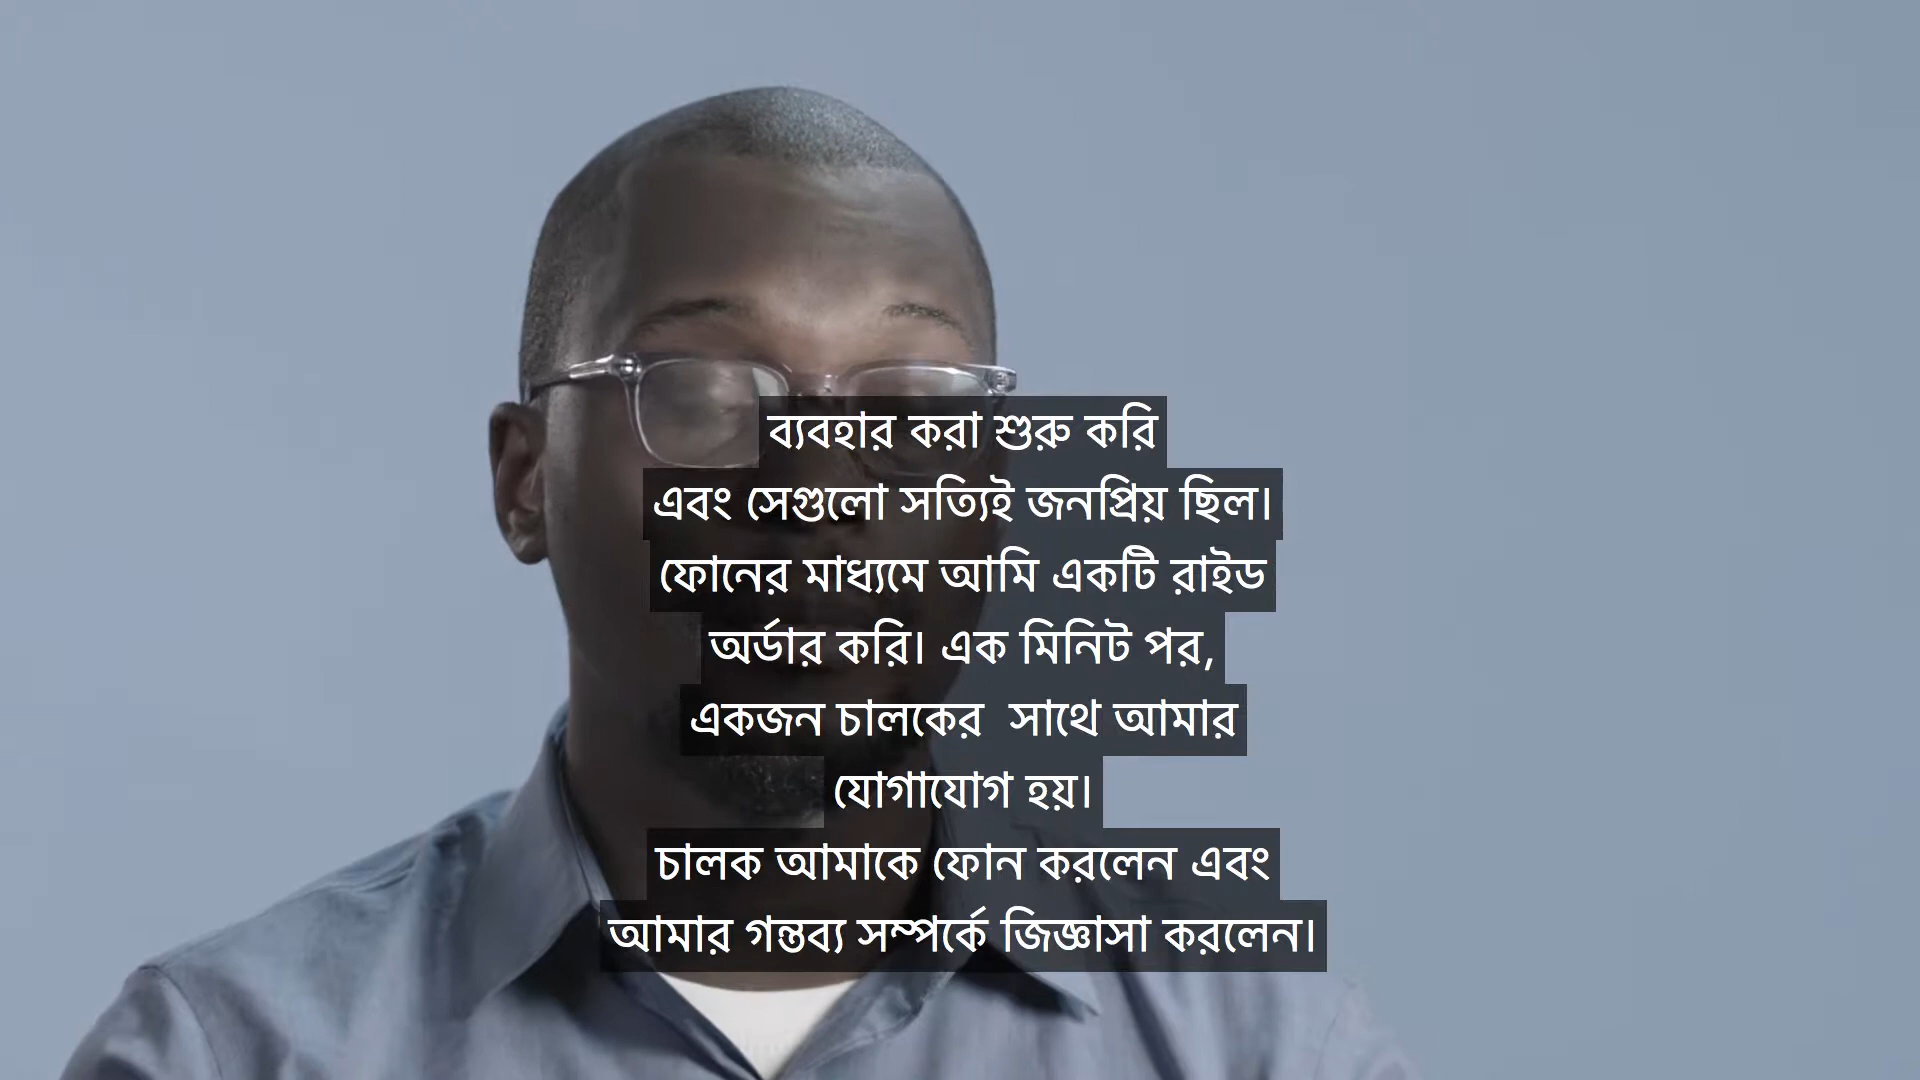 ব্যবহার করা শুরু করি
এবং সেগুলো সত্যিই জনপ্রিয় ছিল।
ফোনের মাধ্যমে আমি একটি রাইড
অর্ডার করি। এক মিনিট পর,
একজন চালকের  সাথে আমার
যোগাযোগ হয়।
চালক আমাকে ফোন করলেন এবং
আমার গন্তব্য সম্পর্কে জিজ্ঞাসা করলেন।